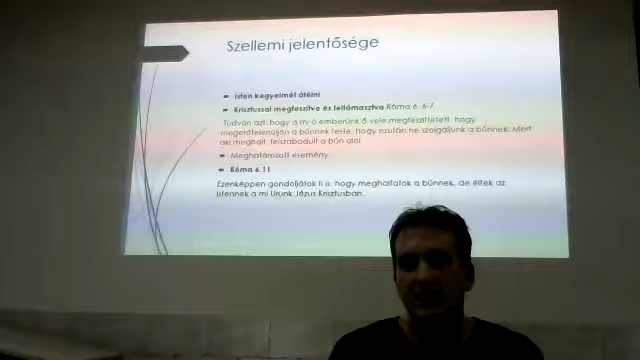 Szellemi jelentősége
Isten kegyelmét átélni
Krisztussal megfeszítve és feltámasztva Róma 6: 6-7
Tudván azt, hogy a mi ó emberünk ő vele megfeszíttetett, hogy
megerőtelenüljön a bűnnek teste, hogy ezután ne szolgáljunk a bűnnek: Mert
aki meghalt, felszabadult a bűn alól
Meghatározott esemény
Róma 6.11
Ezenképpen gondoljátok ti is, hogy meghaltatok a bűnnek, de éltek az
Istennek a mi Urunk Jézus Krisztusban.